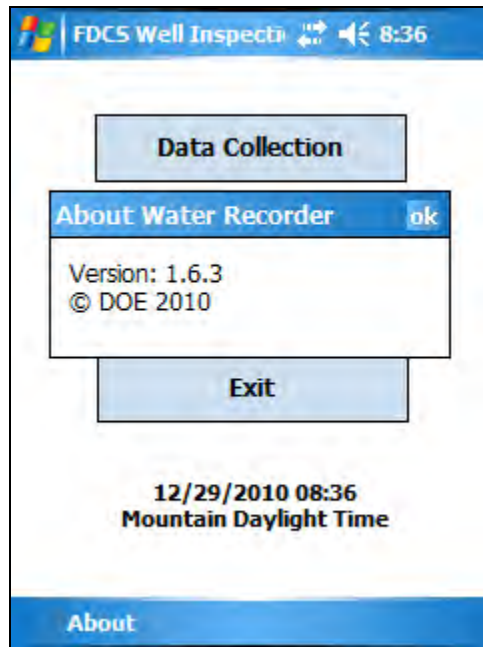 FDCS Well Inspecti 8:36
Data Collection
About Water Recorder ok
Version: 1.6.3
© DOE 2010
Exit
12/29/2010 08:36
Mountain Daylight Time
About